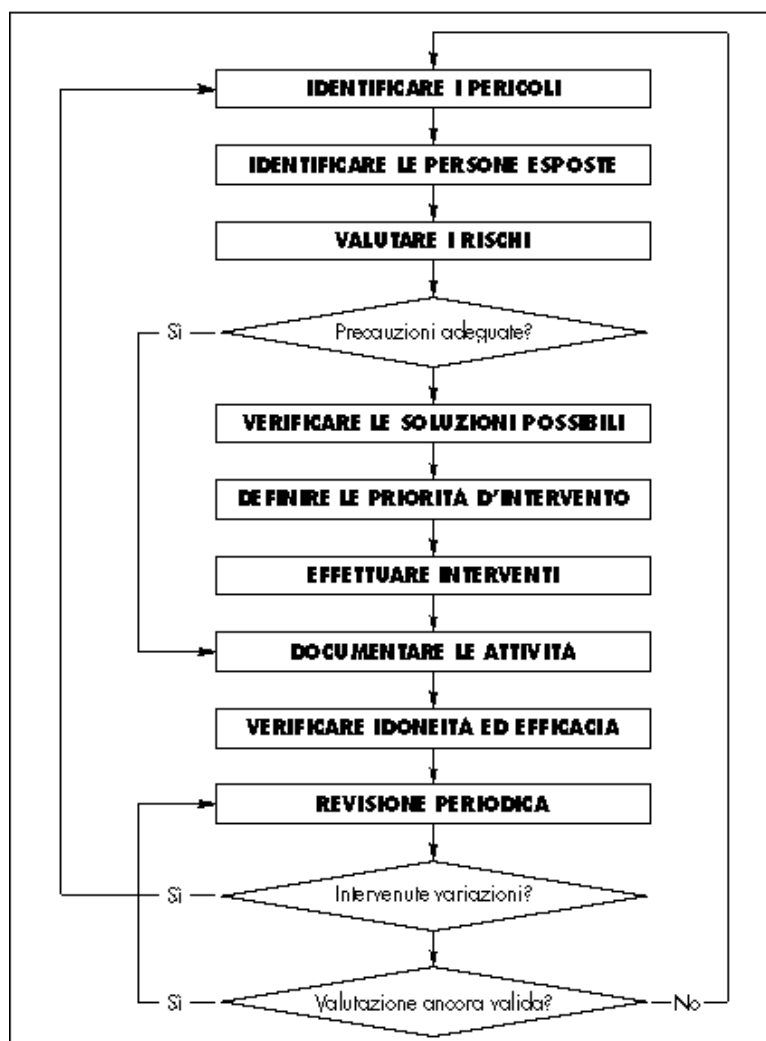 IDENTIFICARE I PERICOLI
IDENTIFICARE LE PERSONE ESPOSTE
VALUTARE I RISCHI
Sì
Precauzioni adeguate?
VERIFICARE LE SOLUZIONI POSSIBILI
DEFINIRE LE PRIORITÀ D'INTERVENTO
EFFETTUARE INTERVENTI
DOCUMENTARE LE ATTIVITÀ
VERIFICARE IDONEITÀ ED EFFICACIA
REVISIONE PERIODICA
Sì
Intervenute variazioni?
Sì
Valutazione ancora valida?
No